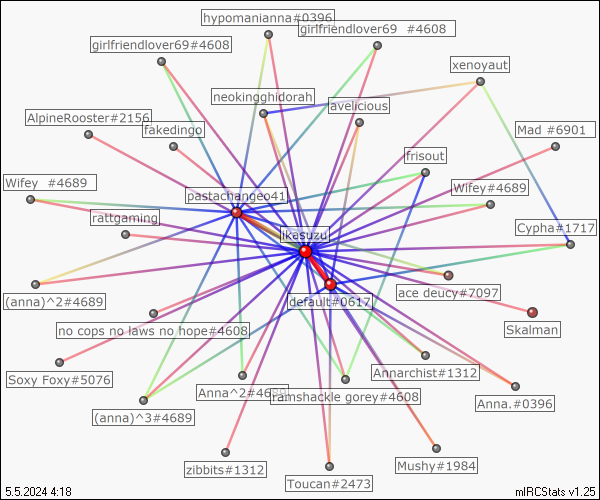 hypomanianna#0396
girlfriendlover69 #4608
girlfriendlover69#4608
xenoyaut
neokingghidorah
avelicious
AlpineRooster#2156
fakedingo
Mad #6901
frisout
Wifey #4689
pastachangeo41
Wifey#4689
rattgaming
likesuzu
Cypha#1717
(anna)^2#4689
default#0617
ace deucy#7097
no cops no laws no hope#4608
Skalman
Soxy Foxy#5076
Annarchist#1312
Anna^2#4689
ramshackle gorey#4608
Anna.#0396
(anna)^3#4689
zibbits#1312
Toucan#2473
Mushy#1984
5.5.2024 4:18
mIRCStats v1.25